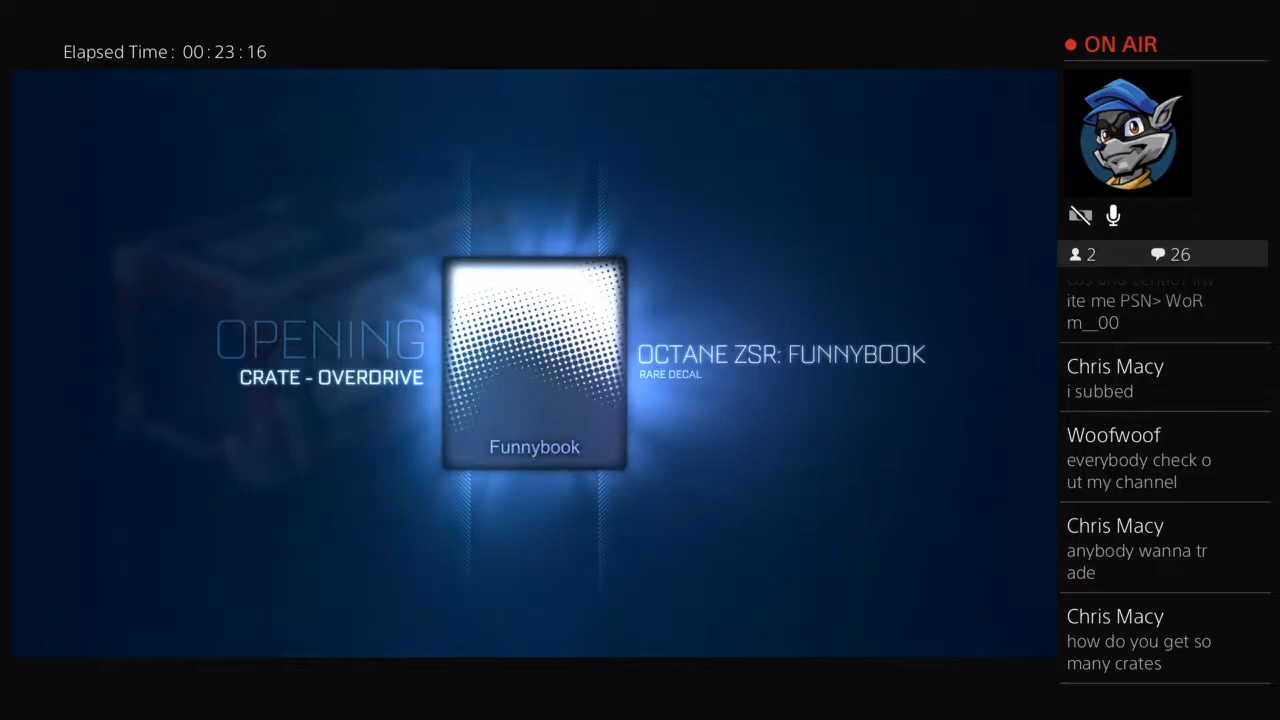 Elapsed Time: 00:23:16
ON AIR
OPENING
CRATE - OVERDRIVE
Funnybook
OCTANE ZSR: FUNNYBOOK
RARE DECAL
2
26
ite me PSN> WoR
m__00
Chris Macy
i subbed
Woofwoof
everybody check o
ut my channel
Chris Macy
anybody wanna tr
ade
Chris Macy
how do you get so
many crates